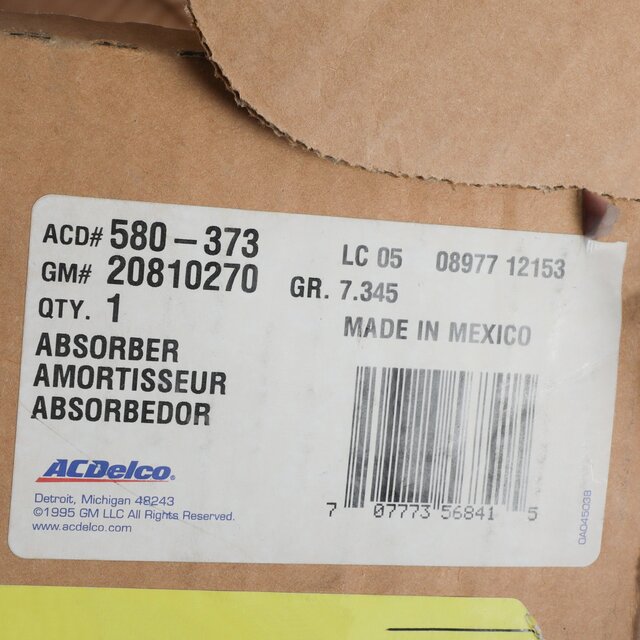 ACD# 580-373
GM# 20810270
QTY. 1
LC 05 08977 12153
GR. 7.345
MADE IN MEXICO
ABSORBER
AMORTISSEUR
ABSORBEDOR
ACDelco®
Detroit, Michigan 48243
©1995 GM LLC All Rights Reserved.
www.acdelco.com
7 07773 56841 5
0A045038